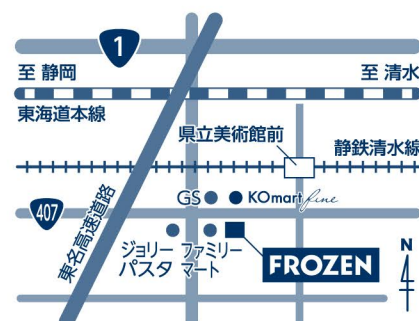 1
至 静岡
至 清水
東海道本線
県立美術館前
静鉄清水線
GS
KOmart fine
407
東名高速道路
ジョリー
パスタ
ファミリー
マート
FROZEN
N